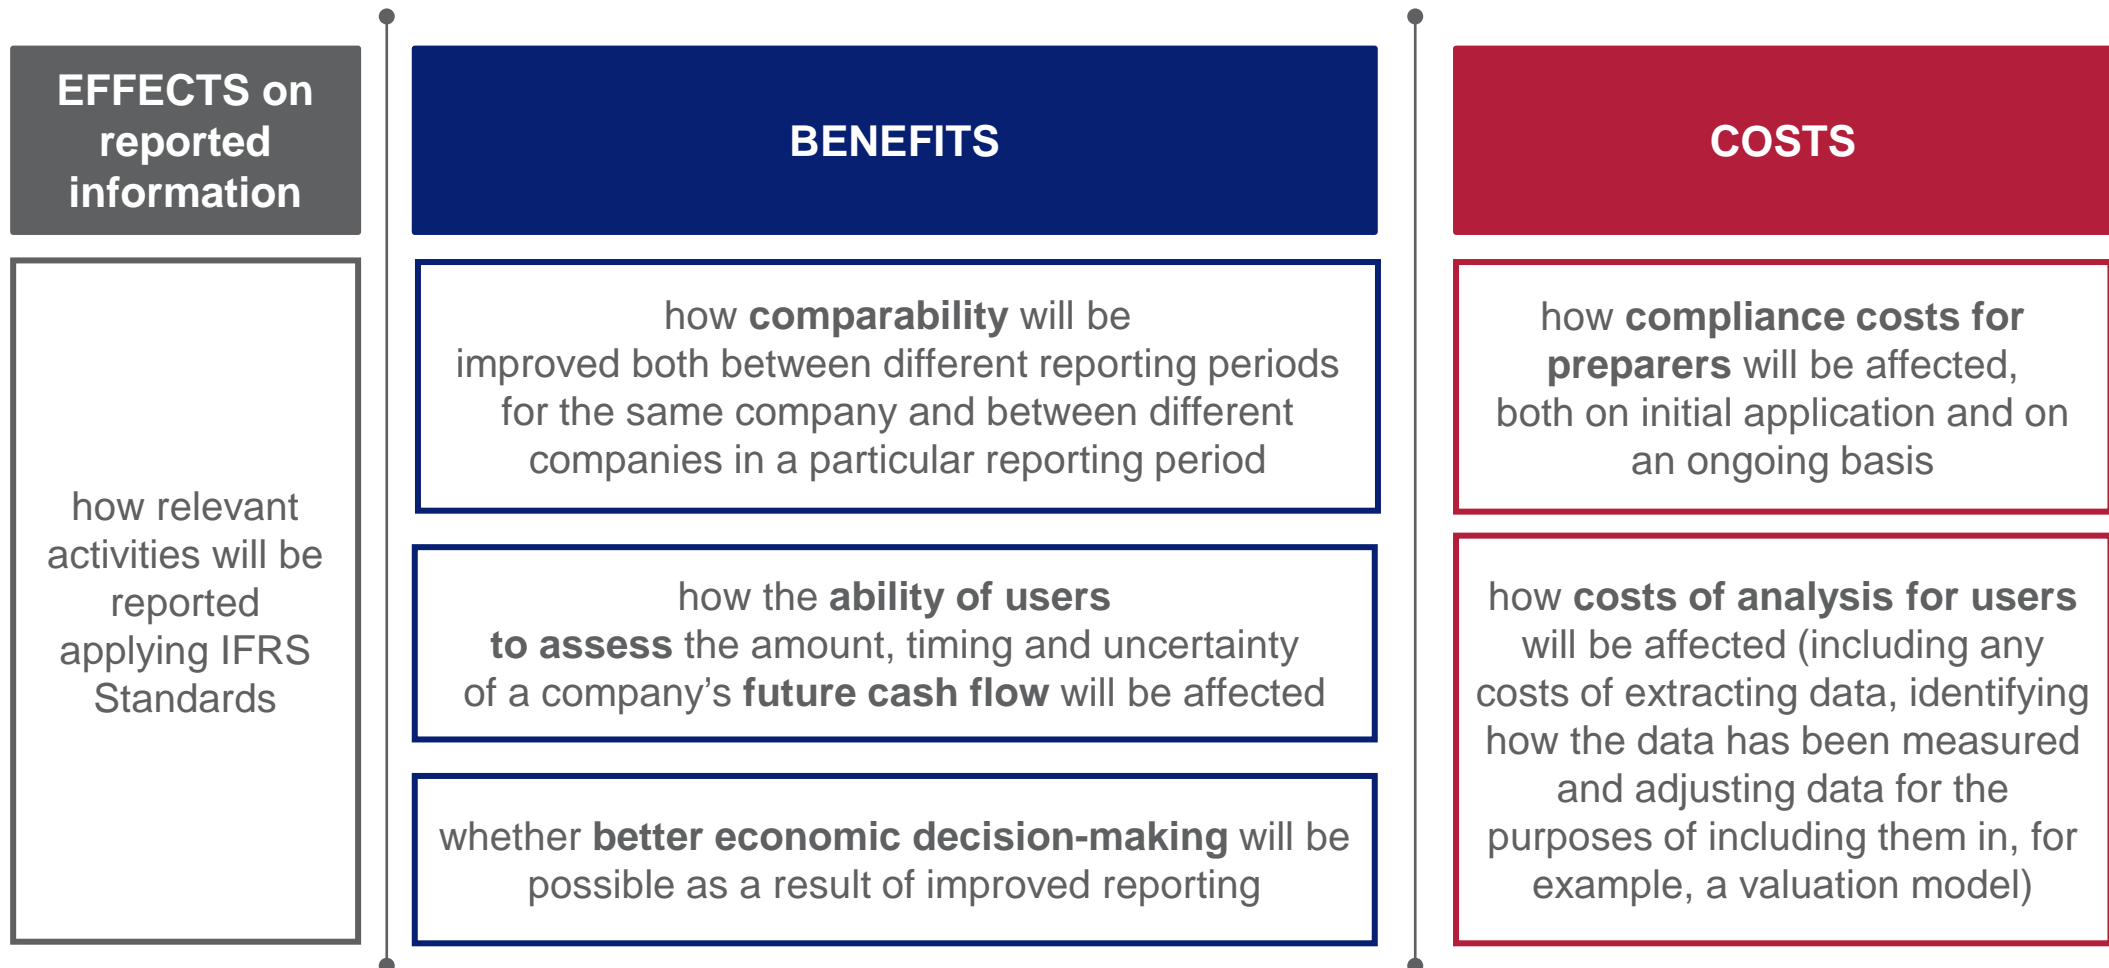 EFFECTS on
reported
information
how relevant
activities will be
reported
applying IFRS
Standards
BENEFITS
how comparability will be
improved both between different reporting periods
for the same company and between different
companies in a particular reporting period
how the ability of users
to assess the amount, timing and uncertainty
of a company’s future cash flow will be affected
whether better economic decision-making will be
possible as a result of improved reporting
COSTS
how compliance costs for
preparers will be affected,
both on initial application and on
an ongoing basis
how costs of analysis for users
will be affected (including any
costs of extracting data, identifying
how the data has been measured
and adjusting data for the
purposes of including them in, for
example, a valuation model)